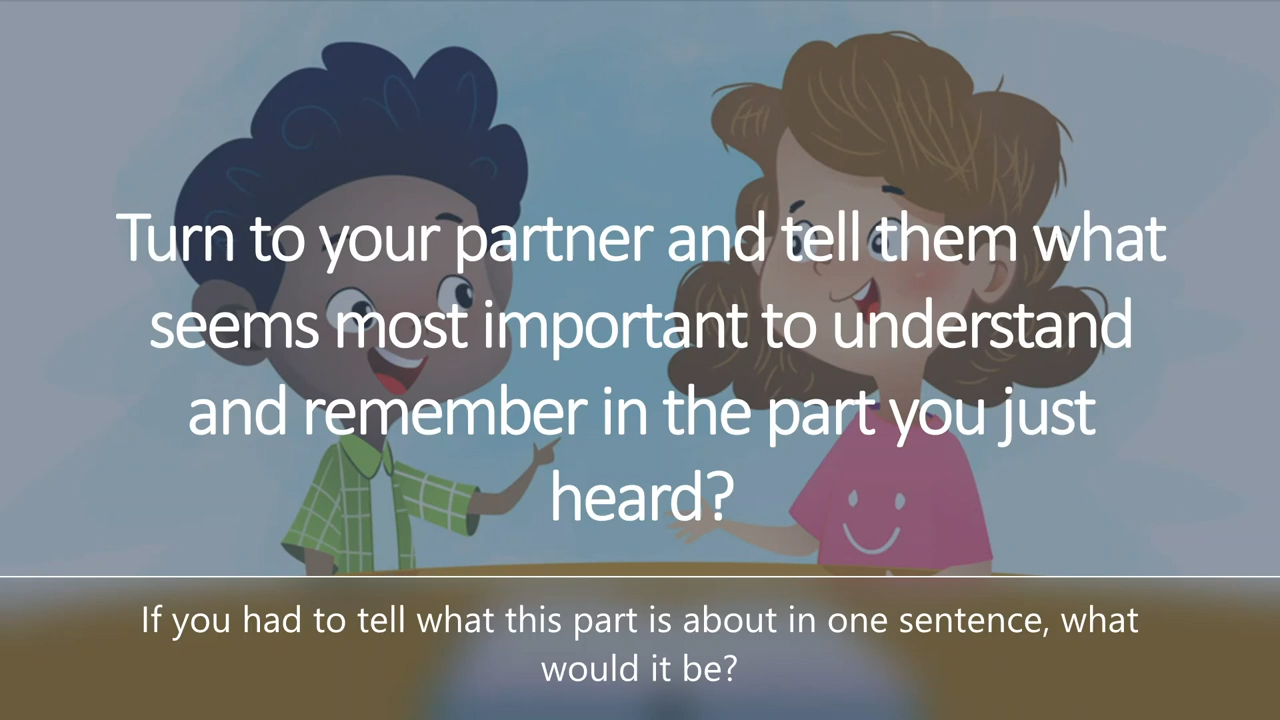 Turn to your partner and tell them what
seems most important to understand
and remember in the part you just
heard?
If you had to tell what this part is about in one sentence, what
would it be?